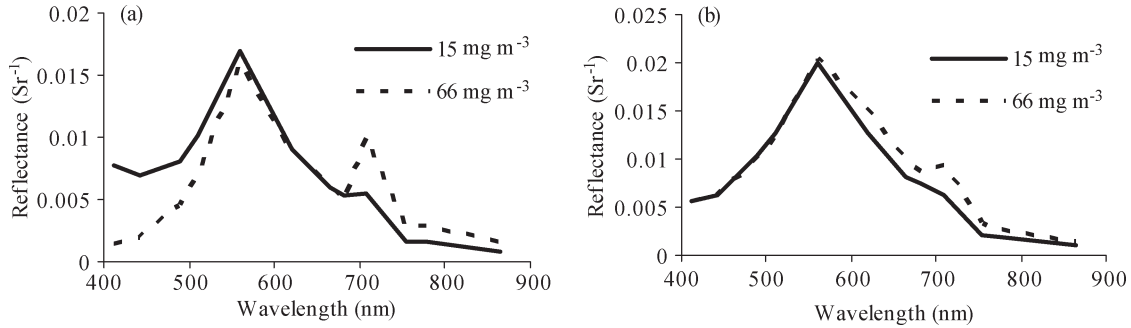 (a)
0.02
0.015
0.01
0.005
0
Reflectance (Sr⁻¹)
400 500 600 700 800 900
Wavelength (nm)
15 mg m⁻³
66 mg m⁻³
(b)
0.025
0.02
0.015
0.01
0.005
0
Reflectance (Sr⁻¹)
400 500 600 700 800 900
Wavelength (nm)
15 mg m⁻³
66 mg m⁻³